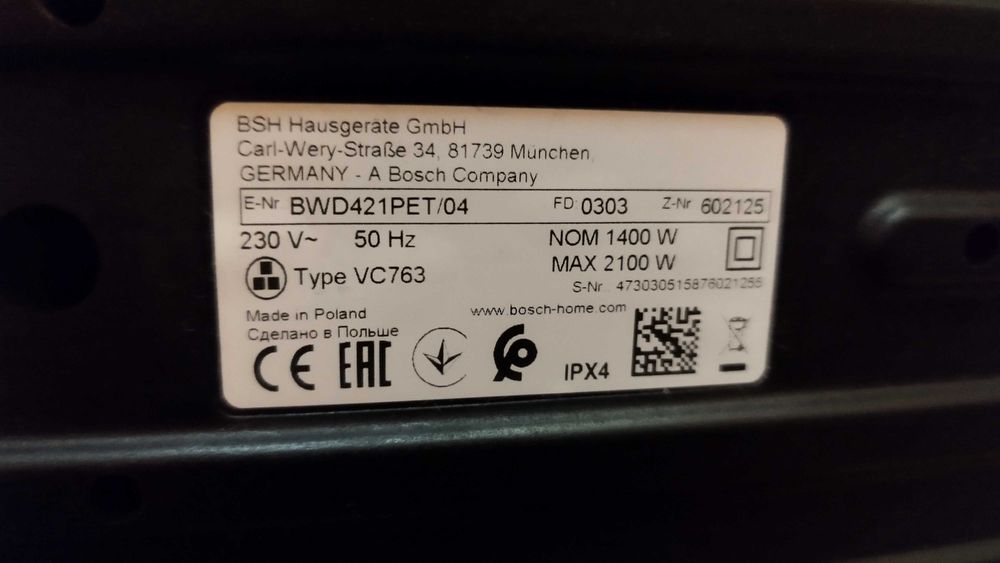 BSH Hausgeräte GmbH
Carl-Wery-Straße 34, 81739 München,
GERMANY - A Bosch Company
E-Nr BWD421PET/04 FD 0303 Z-Nr 602125
230 V~ 50 Hz NOM 1400 W
MAX 2100 W
Type VC763
S-Nr 473030515876021255
www.bosch-home.com
Made in Poland
Сделано в Польше
CE EAC IPX4